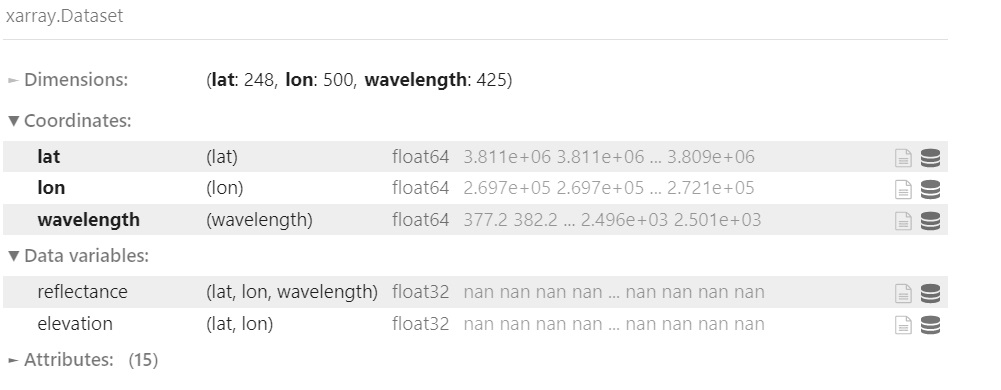 xarray.Dataset
► Dimensions: (lat: 248, lon: 500, wavelength: 425)
▼ Coordinates:
lat (lat) float64 3.811e+06 3.811e+06 ... 3.809e+06
lon (lon) float64 2.697e+05 2.697e+05 ... 2.721e+05
wavelength (wavelength) float64 377.2 382.2 ... 2.496e+03 2.501e+03
▼ Data variables:
reflectance (lat, lon, wavelength) float32 nan nan nan nan ... nan nan nan nan
elevation (lat, lon) float32 nan nan nan nan ... nan nan nan nan
► Attributes: (15)